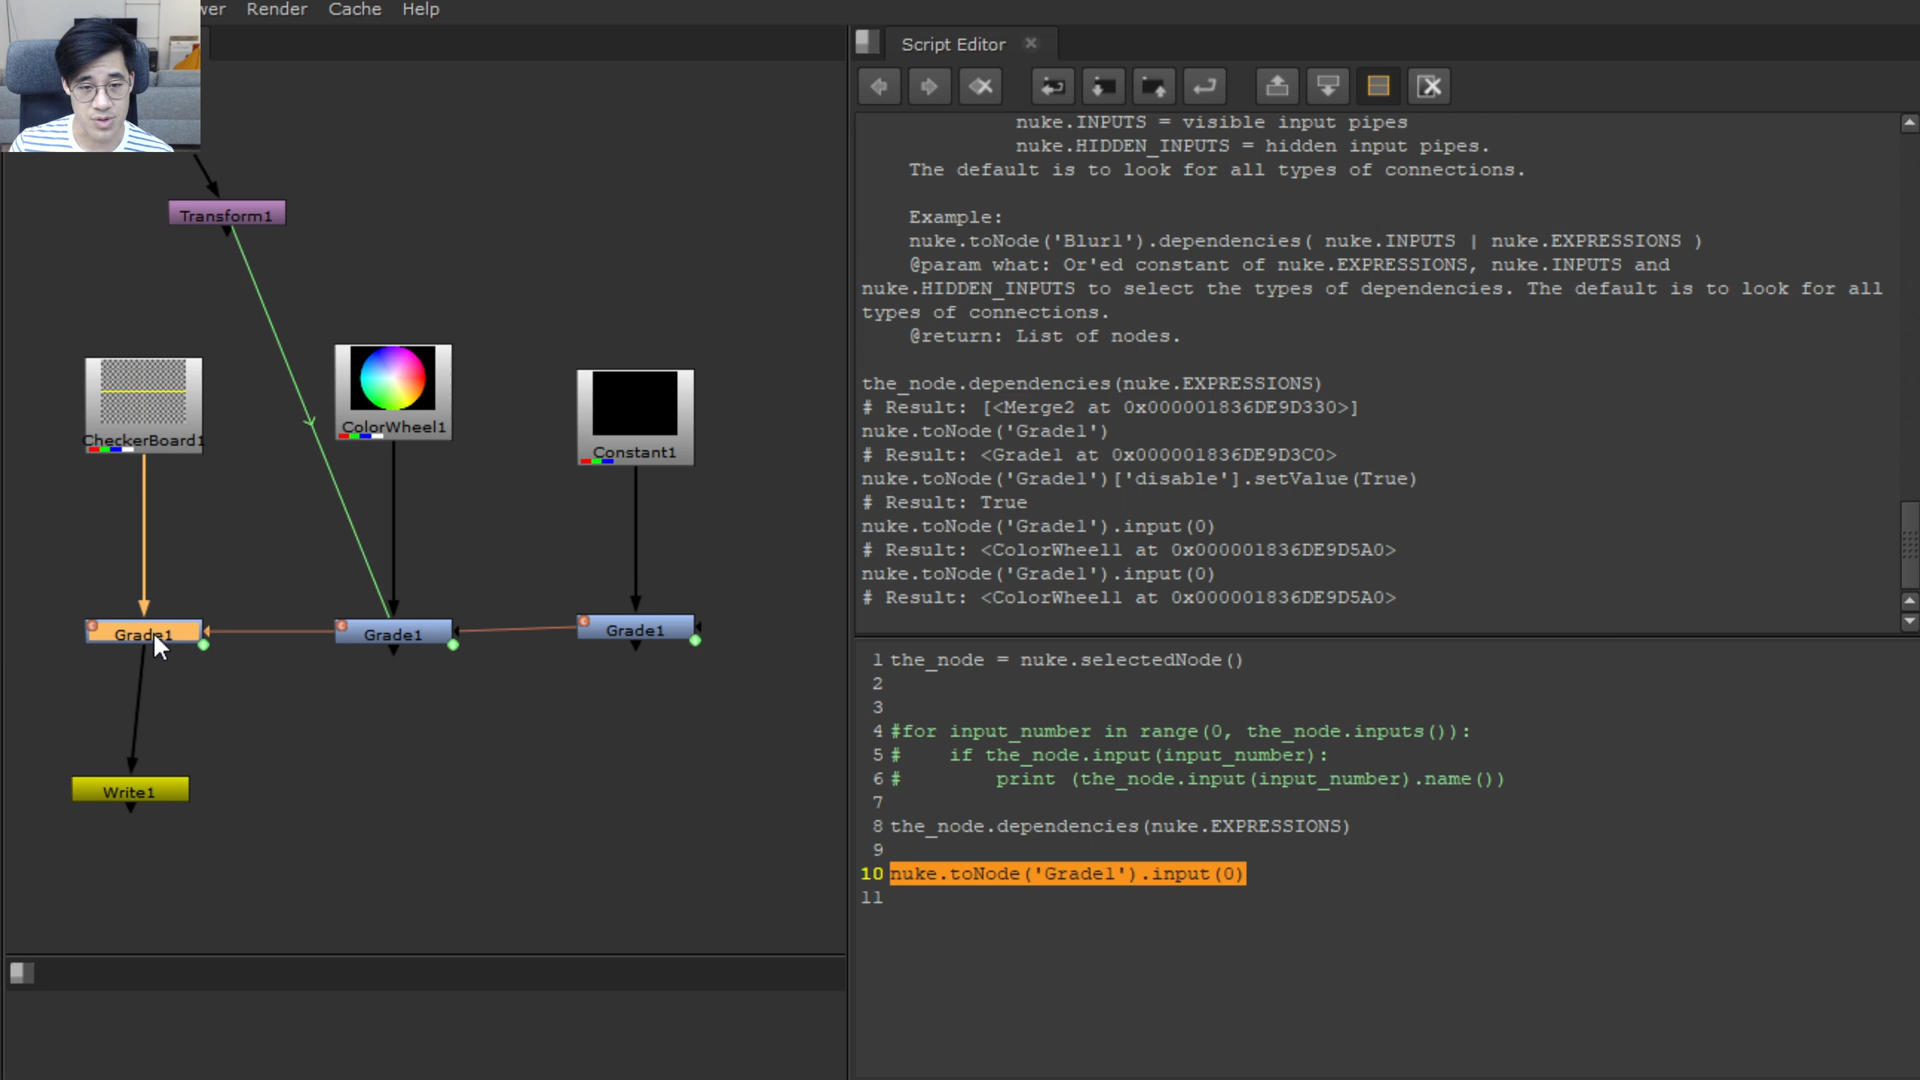 wer Render Cache Help
Script Editor
nuke.INPUTS = visible input pipes
nuke.HIDDEN_INPUTS = hidden input pipes.
The default is to look for all types of connections.
Example:
nuke.toNode('Blur1').dependencies( nuke.INPUTS | nuke.EXPRESSIONS )
@param what: Or'ed constant of nuke.EXPRESSIONS, nuke.INPUTS and
nuke.HIDDEN_INPUTS to select the types of dependencies. The default is to look for all
types of connections.
@return: List of nodes.
the_node.dependencies(nuke.EXPRESSIONS)
# Result: [<Merge2 at 0x000001836DE9D330>]
nuke.toNode('Grade1')
# Result: <Grade1 at 0x000001836DE9D3C0>
nuke.toNode('Grade1')['disable'].setValue(True)
# Result: True
nuke.toNode('Grade1').input(0)
# Result: <ColorWheel1 at 0x000001836DE9D5A0>
nuke.toNode('Grade1').input(0)
# Result: <ColorWheel1 at 0x000001836DE9D5A0>
1 the_node = nuke.selectedNode()
2
3
4 #for input_number in range(0, the_node.inputs()):
5 #    if the_node.input(input_number):
6 #        print (the_node.input(input_number).name())
7
8 the_node.dependencies(nuke.EXPRESSIONS)
9
10 nuke.toNode('Grade1').input(0)
11
Transform1
CheckerBoard1
ColorWheel1
Constant1
Grade1
Grade1
Grade1
Write1